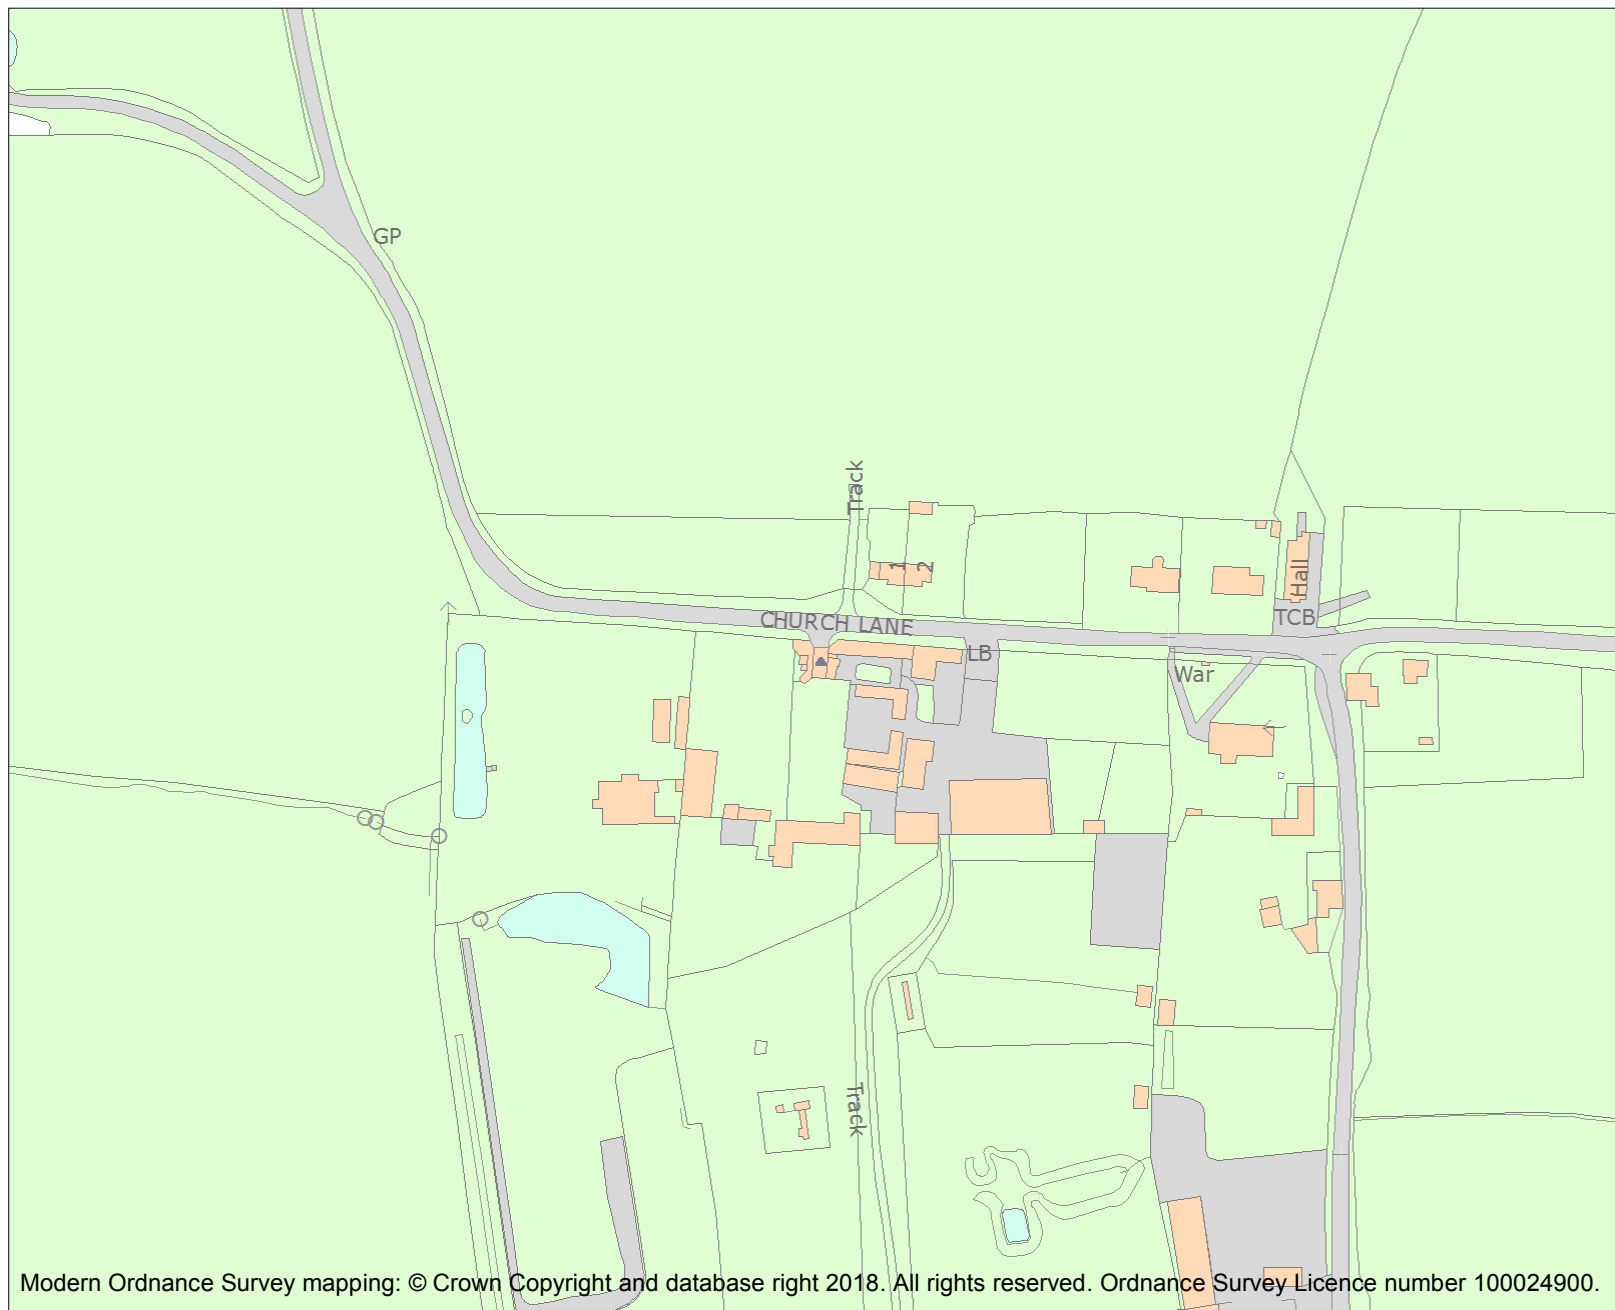 GP
Track
1
2
Hall
TCB
CHURCH LANE
LB
War
Track
Modern Ordnance Survey mapping: © Crown Copyright and database right 2018. All rights reserved. Ordnance Survey Licence number 100024900.